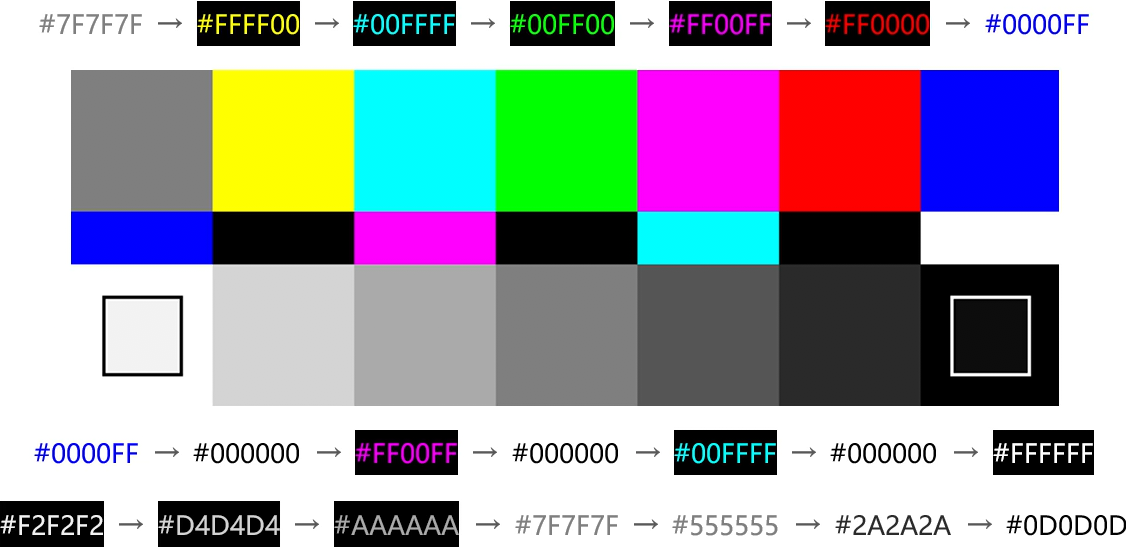 #7F7F7F → #FFFF00 → #00FFFF → #00FF00 → #FF00FF → #FF0000 → #0000FF
#0000FF → #000000 → #FF00FF → #000000 → #00FFFF → #000000 → #FFFFFF
#F2F2F2 → #D4D4D4 → #AAAAAA → #7F7F7F → #555555 → #2A2A2A → #0D0D0D